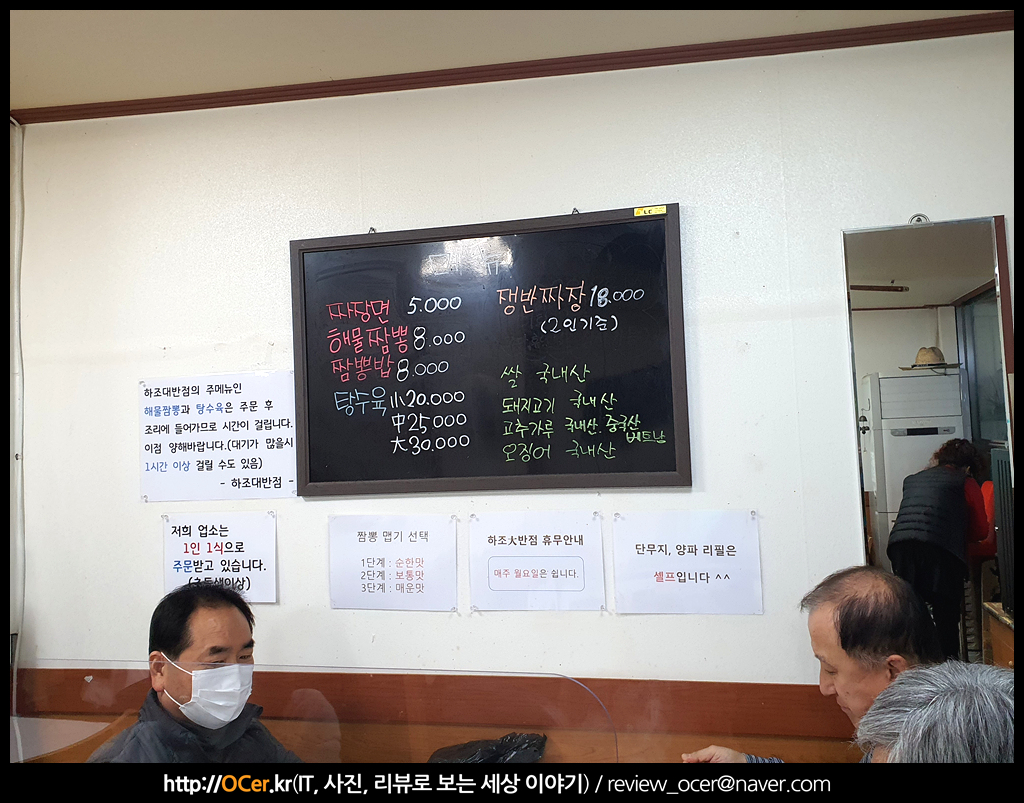 LC
메뉴
짜장면 5.000
해물짬뽕 8.000
짬뽕밥 8.000
탕수육 小20.000
中25.000
大30.000
쟁반짜장 18.000
(2인기준)
쌀 국내산
돼지고기 국내산
고추가루 국내산. 중국산
베트남
오징어 국내산
하조대반점의 주메뉴인
해물짬뽕과 탕수육은 주문 후
조리에 들어가므로 시간이 걸립니다.
이점 양해바랍니다.(대기가 많을시
1시간 이상 걸릴 수도 있음)
- 하조대반점 -
저희 업소는
1인 1식으로
주문받고 있습니다.
(초등생이상)
짬뽕 맵기 선택
1단계 : 순한맛
2단계 : 보통맛
3단계 : 매운맛
하조大반점 휴무안내
매주 월요일은 쉽니다.
단무지, 양파 리필은
셀프입니다 ^^
http://OCer.kr(IT, 사진, 리뷰로 보는 세상 이야기) / review_ocer@naver.com